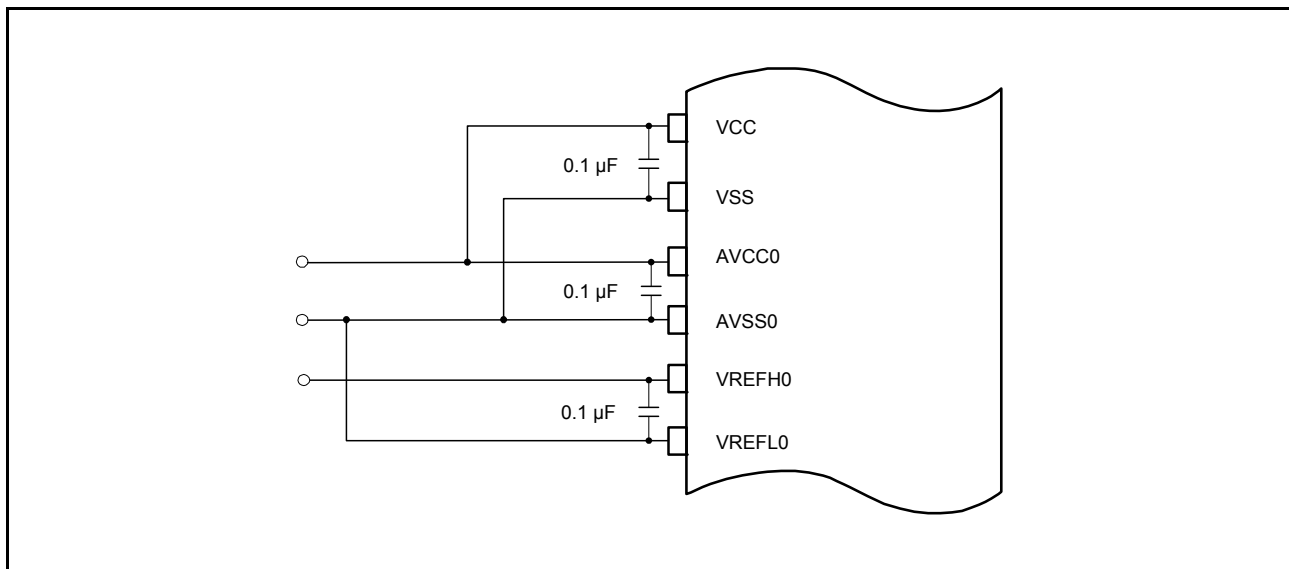 VCC
0.1 µF
VSS
AVCC0
0.1 µF
AVSS0
VREFH0
0.1 µF
VREFL0